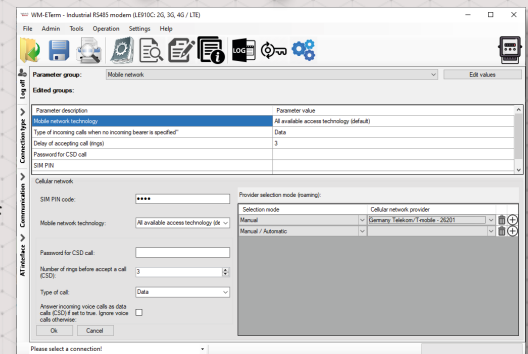 WM-ETerm - Industrial RS485 modem (LE910C: 2G, 3G, 4G / LTE)
File Admin Tools Operation Settings Help
LOG
Parameter group: Mobile network Edit values
Edited groups:
Log off
Connection type
Communication
AT interface
Parameter description Parameter value
Mobile network technology All available access technology (default)
Type of incoming calls when no incoming bearer is specified" Data
Delay of accepting call (rings) 3
Password for CSD call
SIM PIN
Cellular network
SIM PIN code: ••••
Mobile network technology: All available access technology (de
Password for CSD call:
Number of rings before accept a call
(CSD): 3
Type of call: Data
Answer incoming voice calls as data
calls (CSD) if set to true. Ignore voice
calls otherwise:
Ok Cancel
Provider selection mode (roaming):
Selection mode Cellular network provider
Manual Germany Telekom/T-mobile - 26201
Manual / Automatic
Please select a connection!